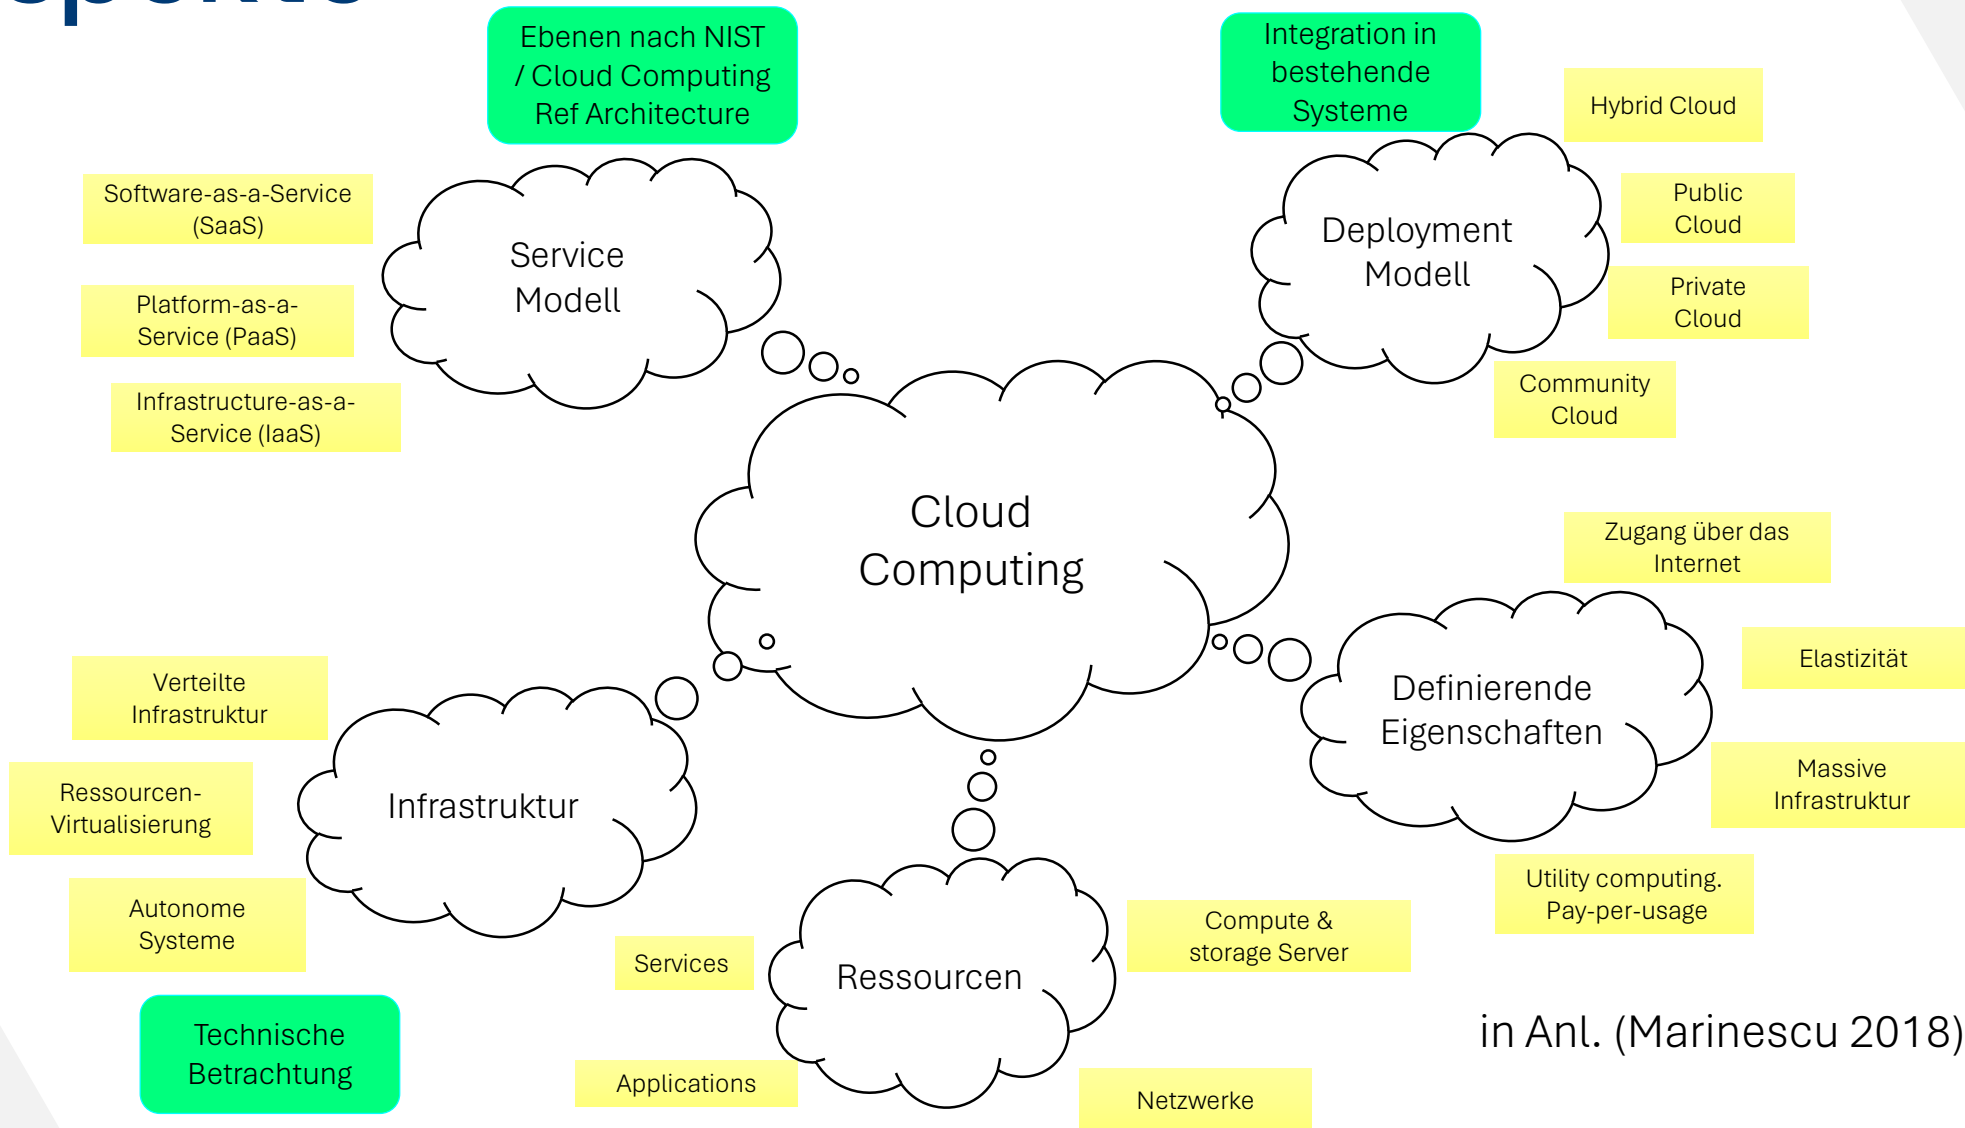 Ebenen nach NIST
/ Cloud Computing
Ref Architecture
Integration in
bestehende
Systeme
Hybrid Cloud
Public
Cloud
Private
Cloud
Community
Cloud
Deployment
Modell
Software-as-a-Service
(SaaS)
Platform-as-a-
Service (PaaS)
Infrastructure-as-a-
Service (IaaS)
Service
Modell
Cloud
Computing
Zugang über das
Internet
Elastizität
Massive
Infrastruktur
Utility computing.
Pay-per-usage
Definierende
Eigenschaften
Verteilte
Infrastruktur
Ressourcen-
Virtualisierung
Autonome
Systeme
Infrastruktur
Technische
Betrachtung
Services
Applications
Ressourcen
Compute &
storage Server
Netzwerke
in Anl. (Marinescu 2018)